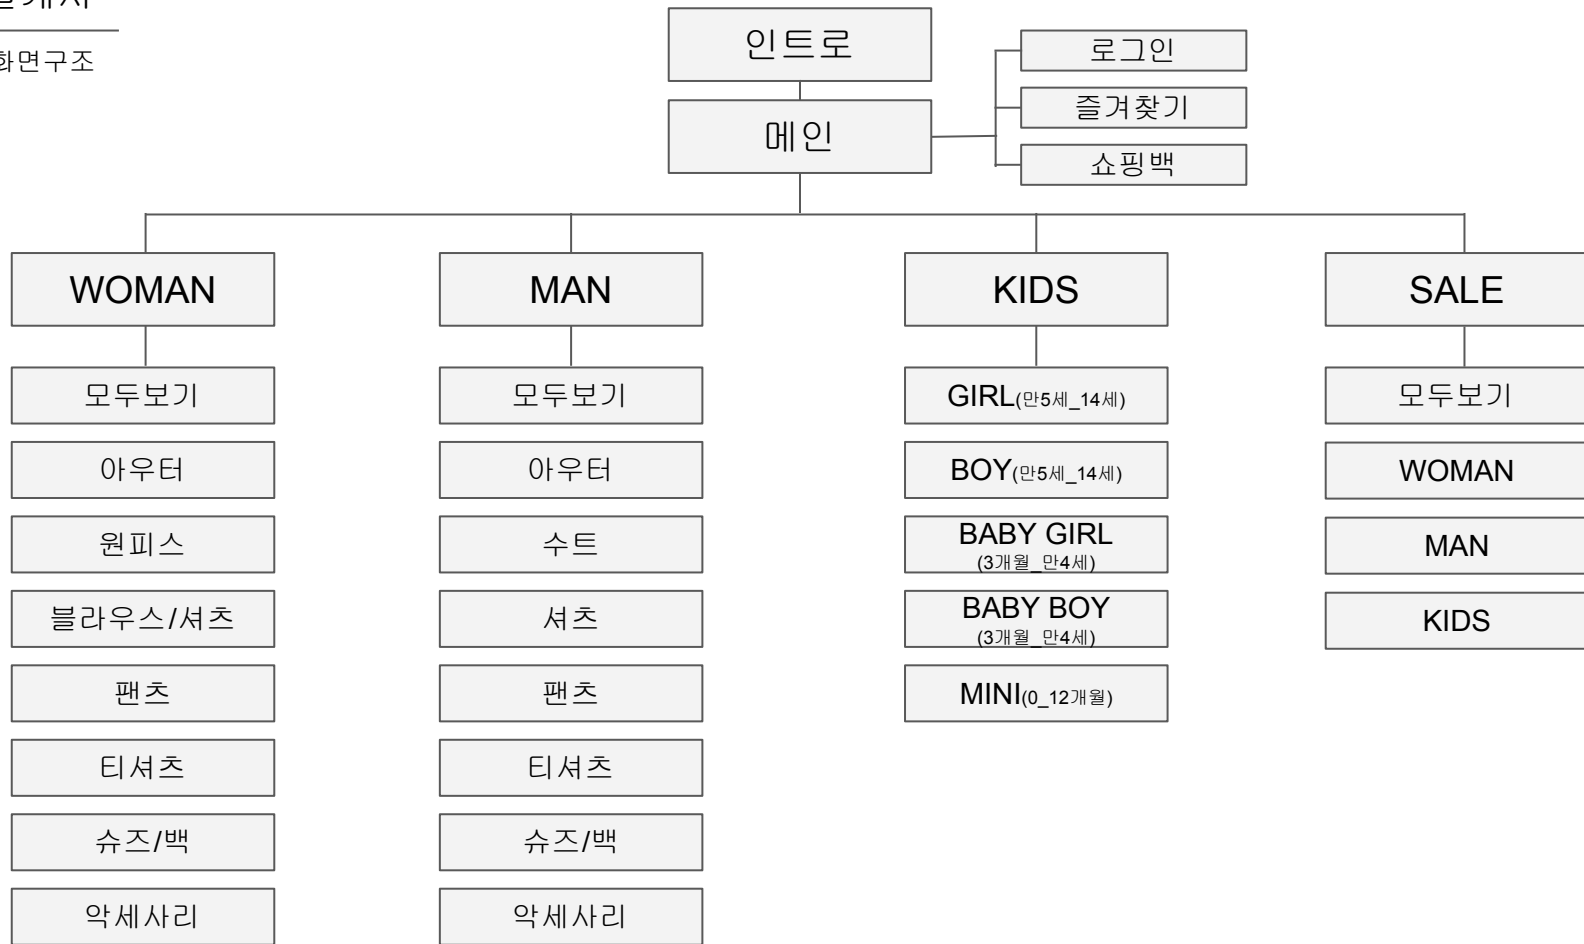 화면구조
인트로
메인
로그인
즐겨찾기
쇼핑백
WOMAN
모두보기
아우터
원피스
블라우스/셔츠
팬츠
티셔츠
슈즈/백
악세사리
MAN
모두보기
아우터
수트
셔츠
팬츠
티셔츠
슈즈/백
악세사리
KIDS
GIRL(만5세_14세)
BOY(만5세_14세)
BABY GIRL
(3개월_만4세)
BABY BOY
(3개월_만4세)
MINI(0_12개월)
SALE
모두보기
WOMAN
MAN
KIDS